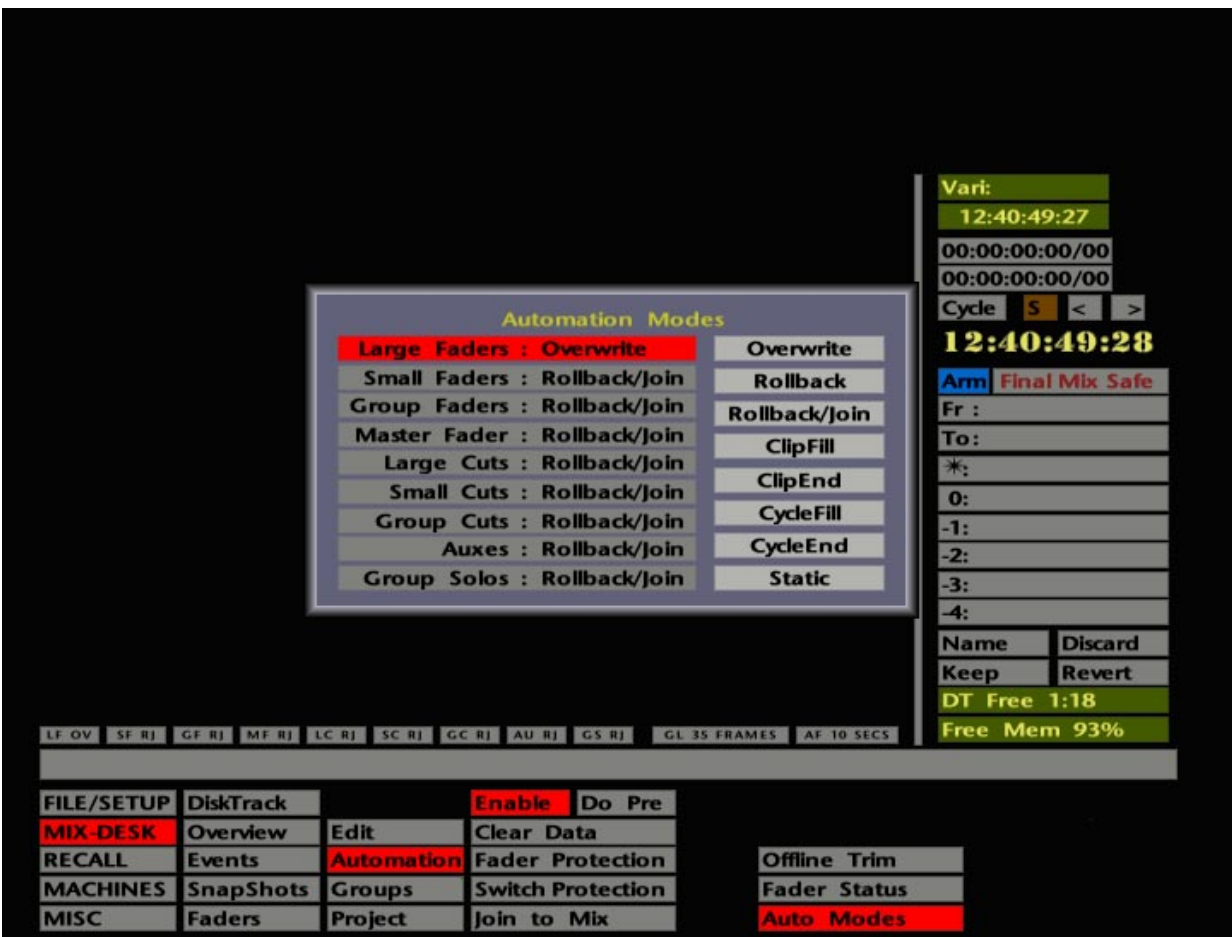 Vari:
12:40:49:27
00:00:00:00/00
00:00:00:00/00
Cycle S < >
12:40:49:28
Automation Modes
Large Faders : Overwrite
Small Faders : Rollback/Join
Group Faders : Rollback/Join
Master Fader : Rollback/Join
Large Cuts : Rollback/Join
Small Cuts : Rollback/Join
Group Cuts : Rollback/Join
Auxes : Rollback/Join
Group Solos : Rollback/Join
Overwrite
Rollback
Rollback/Join
ClipFill
ClipEnd
CycleFill
CycleEnd
Static
Arm Final Mix Safe
Fr :
To:
*:
0:
-1:
-2:
-3:
-4:
Name Discard
Keep Revert
DT Free 1:18
Free Mem 93%
LF OV SF RJ GF RJ MF RJ LC RJ SC RJ GC RJ AU RJ GS RJ GL 35 FRAMES AF 10 SECS
FILE/SETUP DiskTrack Enable Do Pre
MIX-DESK Overview Edit Clear Data
RECALL Events Automation Fader Protection Offline Trim
MACHINES SnapShots Groups Switch Protection Fader Status
MISC Faders Project Join to Mix Auto Modes